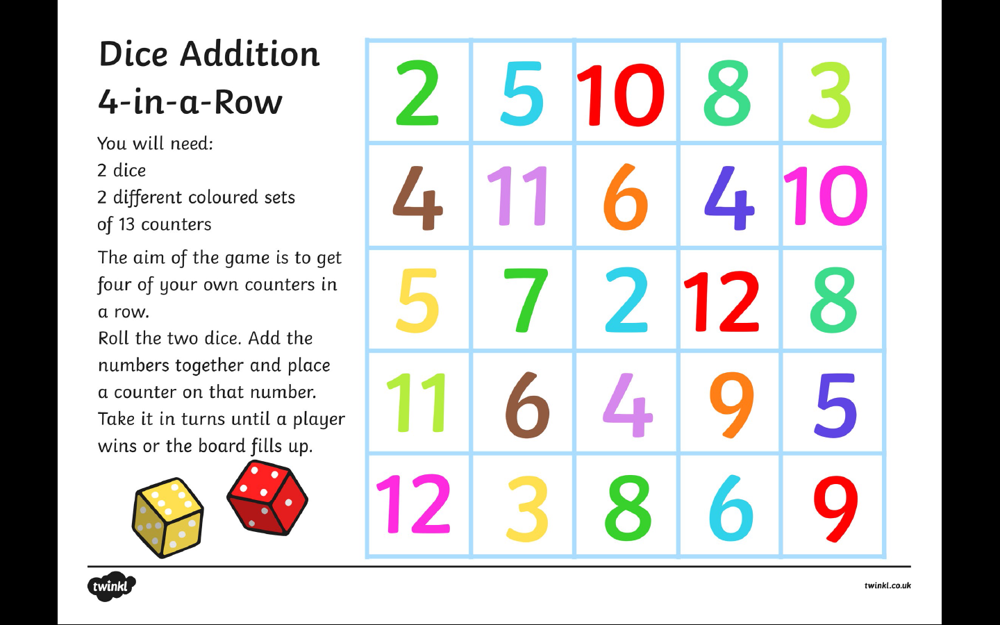 Dice Addition
4-in-a-Row
You will need:
2 dice
2 different coloured sets
of 13 counters
The aim of the game is to get
four of your own counters in
a row.
Roll the two dice. Add the
numbers together and place
a counter on that number.
Take it in turns until a player
wins or the board fills up.
2 5 10 8 3
4 11 6 4 10
5 7 2 12 8
11 6 4 9 5
12 3 8 6 9
twinkl
twinkl.co.uk